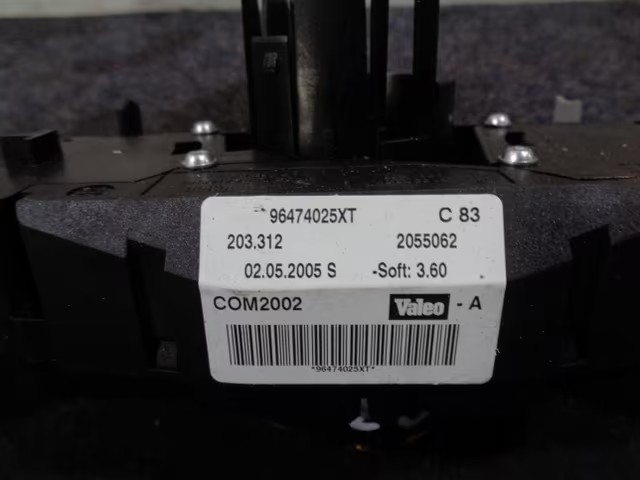 96474025XT C 83
203.312 2055062
02.05.2005 S -Soft: 3.60
COM2002 Valeo - A
*96474025XT*